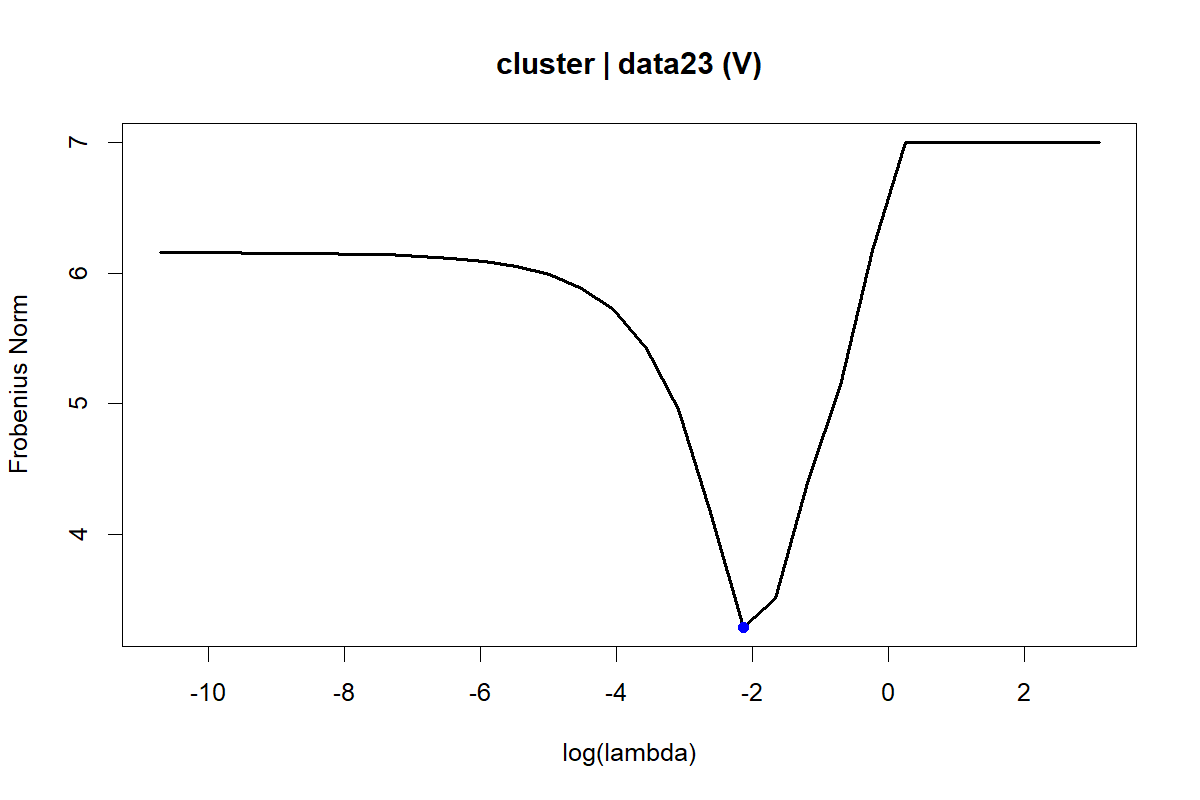 cluster | data23 (V)
7
6
5
4
Frobenius Norm
-10 -8 -6 -4 -2 0 2
log(lambda)